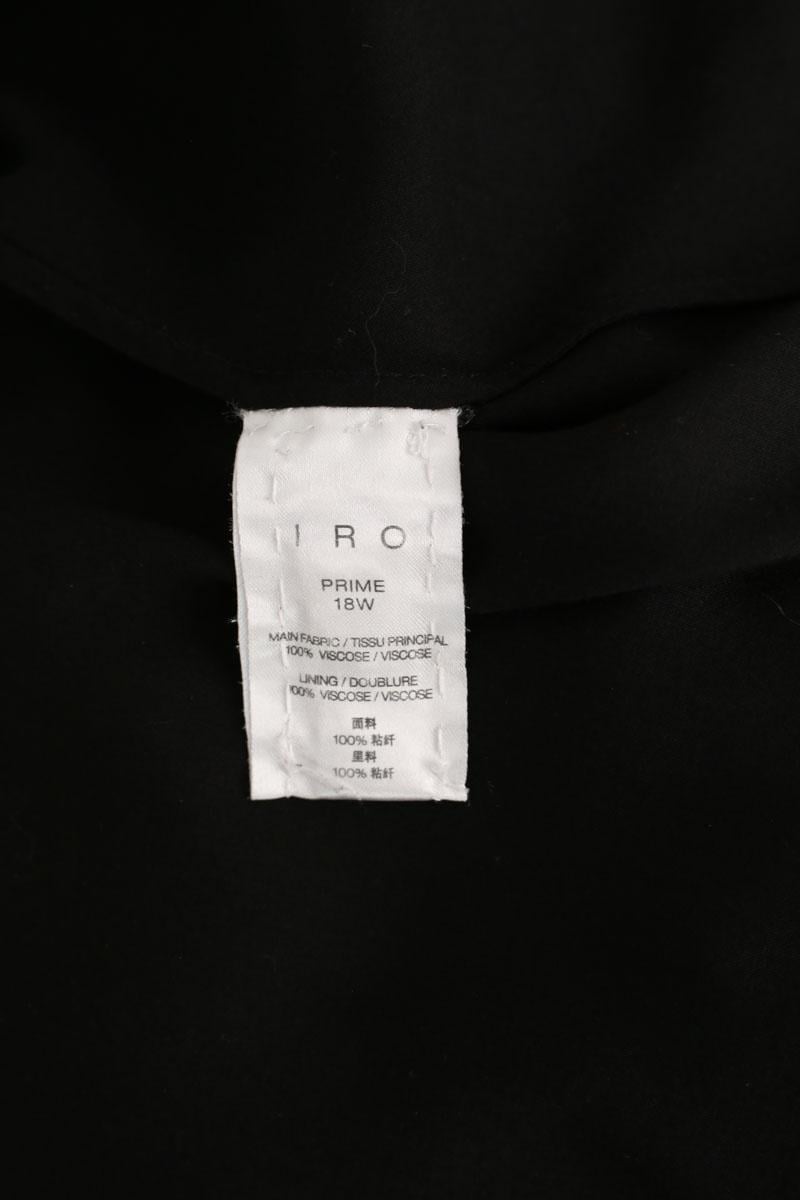 IRO
PRIME
18W
MAIN FABRIC / TISSU PRINCIPAL
100% VISCOSE / VISCOSE
LINING / DOUBLURE
100% VISCOSE / VISCOSE
面料
100% 粘纤
里料
100% 粘纤